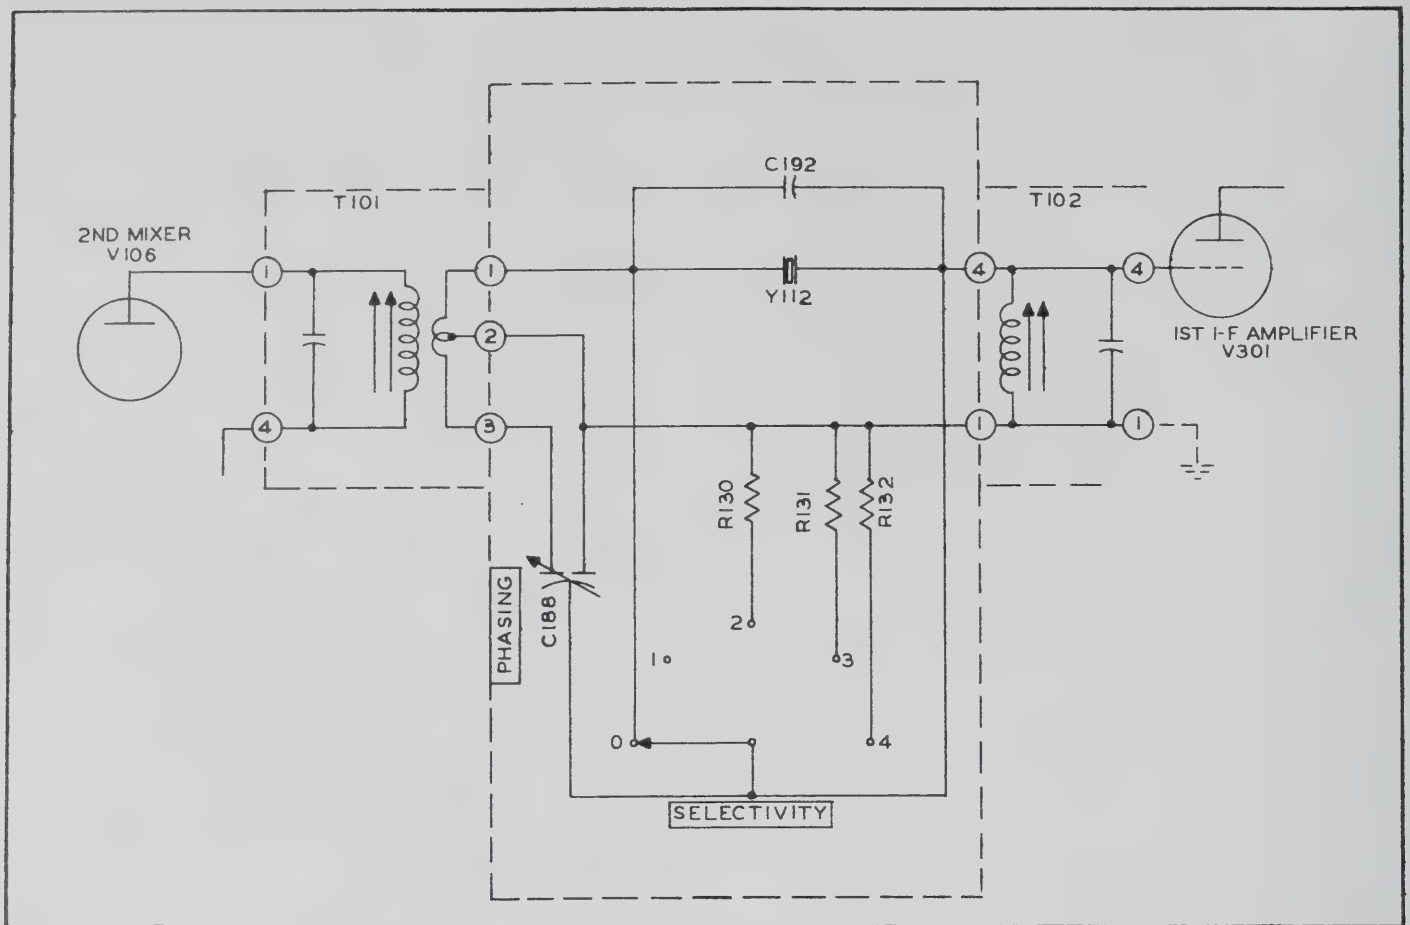 C192
T101
T102
2ND MIXER
V106
1
1
4
4
Y112
1ST I-F AMPLIFIER
V301
2
4
3
1
1
R130
R131
R132
PHASING
C188
2
1
3
0
4
SELECTIVITY